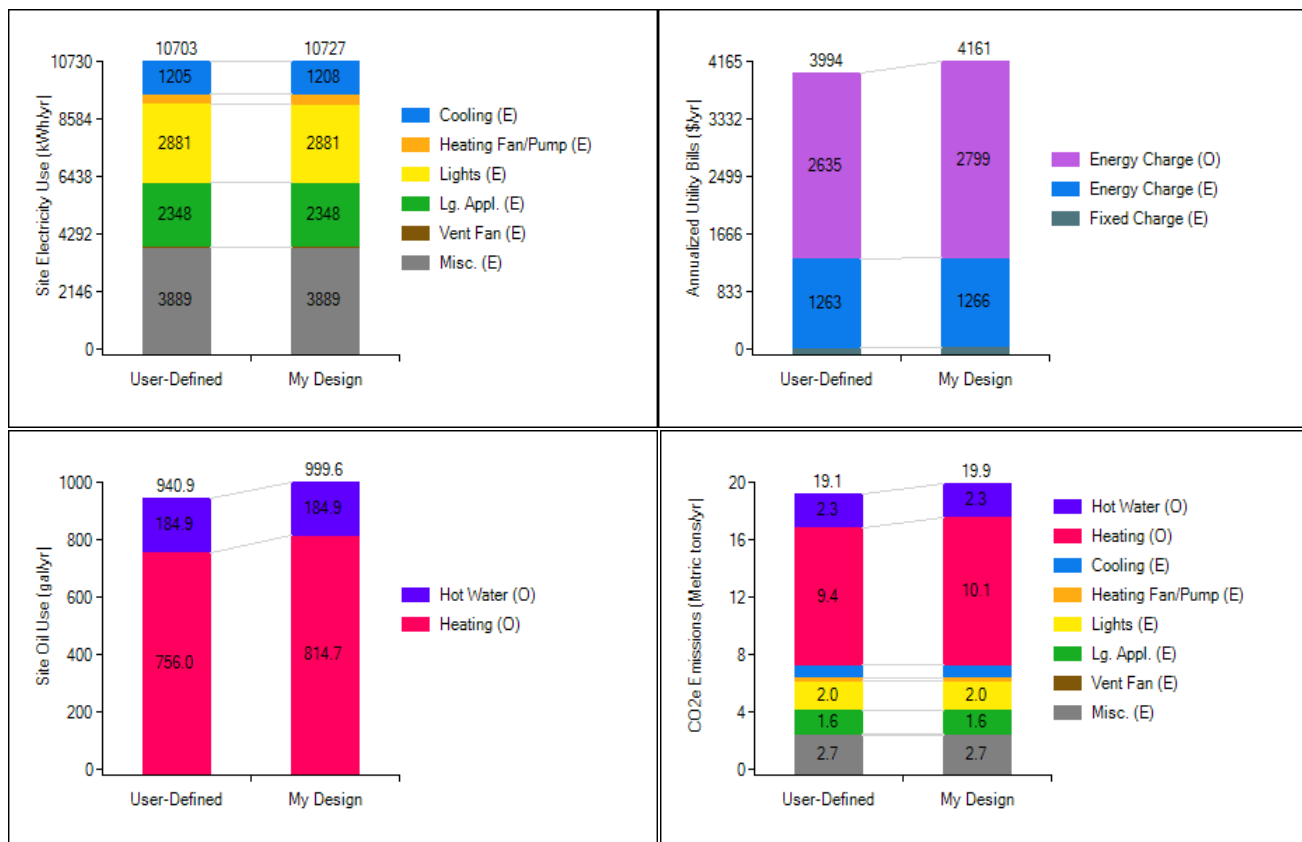 Site Electricity Use (kWh/yr)
10730
8584
6438
4292
2146
0
10703
10727
1205
1208
2881
2881
2348
2348
3889
3889
User-Defined
My Design
Cooling (E)
Heating Fan/Pump (E)
Lights (E)
Lg. Appl. (E)
Vent Fan (E)
Misc. (E)
Annualized Utility Bills ($/yr)
4165
3332
2499
1666
833
0
3994
4161
2635
2799
1263
1266
User-Defined
My Design
Energy Charge (O)
Energy Charge (E)
Fixed Charge (E)
Site Oil Use (gal/yr)
1000
800
600
400
200
0
940.9
999.6
184.9
184.9
756.0
814.7
User-Defined
My Design
Hot Water (O)
Heating (O)
CO2e Emissions (Metric tons/yr)
20
16
12
8
4
0
19.1
19.9
2.3
2.3
9.4
10.1
2.0
2.0
1.6
1.6
2.7
2.7
User-Defined
My Design
Hot Water (O)
Heating (O)
Cooling (E)
Heating Fan/Pump (E)
Lights (E)
Lg. Appl. (E)
Vent Fan (E)
Misc. (E)